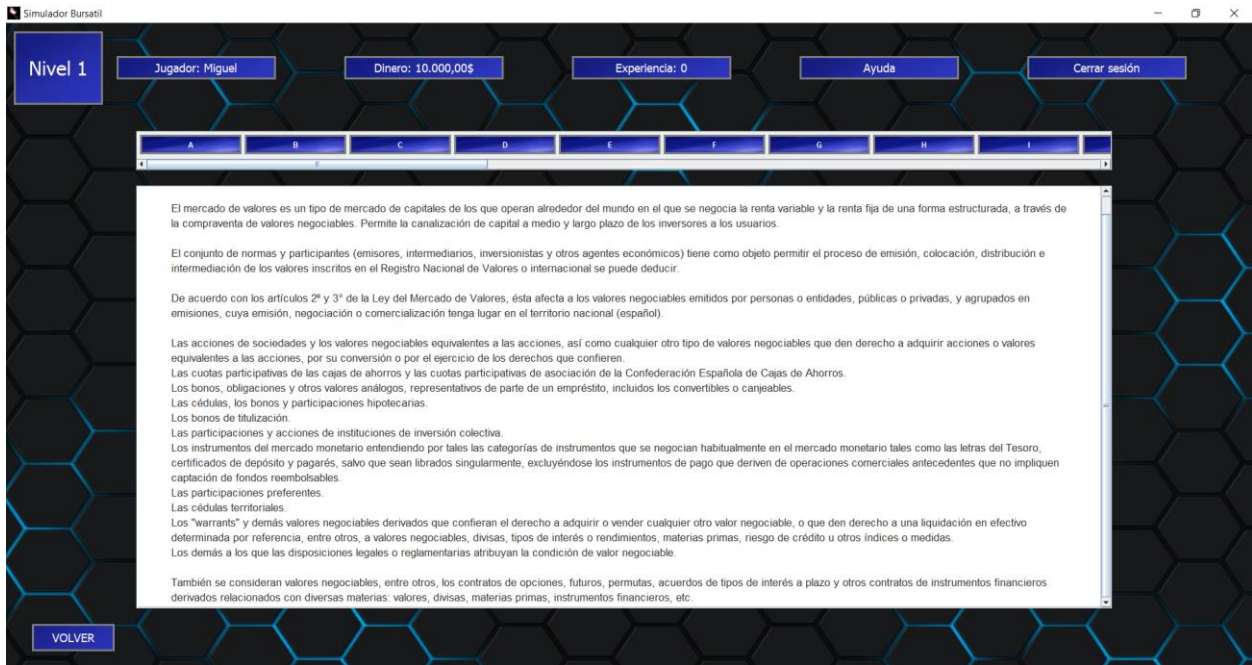 Simulador Bursatil
Nivel 1
Jugador: Miguel
Dinero: 10.000,00$
Experiencia: 0
Ayuda
Cerrar sesión
A
B
C
D
E
F
G
H
I
El mercado de valores es un tipo de mercado de capitales de los que operan alrededor del mundo en el que se negocia la renta variable y la renta fija de una forma estructurada, a través de
la compraventa de valores negociables. Permite la canalización de capital a medio y largo plazo de los inversores a los usuarios.
El conjunto de normas y participantes (emisores, intermediarios, inversionistas y otros agentes económicos) tiene como objeto permitir el proceso de emisión, colocación, distribución e
intermediación de los valores inscritos en el Registro Nacional de Valores o internacional se puede deducir.
De acuerdo con los artículos 2º y 3° de la Ley del Mercado de Valores, ésta afecta a los valores negociables emitidos por personas o entidades, públicas o privadas, y agrupados en
emisiones, cuya emisión, negociación o comercialización tenga lugar en el territorio nacional (español).
Las acciones de sociedades y los valores negociables equivalentes a las acciones, así como cualquier otro tipo de valores negociables que den derecho a adquirir acciones o valores
equivalentes a las acciones, por su conversión o por el ejercicio de los derechos que confieren.
Las cuotas participativas de las cajas de ahorros y las cuotas participativas de asociación de la Confederación Española de Cajas de Ahorros.
Los bonos, obligaciones y otros valores análogos, representativos de parte de un empréstito, incluidos los convertibles o canjeables.
Las cédulas, los bonos y participaciones hipotecarias.
Los bonos de titulización.
Las participaciones y acciones de instituciones de inversión colectiva.
Los instrumentos del mercado monetario entendiendo por tales las categorías de instrumentos que se negocian habitualmente en el mercado monetario tales como las letras del Tesoro,
certificados de depósito y pagarés, salvo que sean librados singularmente, excluyéndose los instrumentos de pago que deriven de operaciones comerciales antecedentes que no impliquen
captación de fondos reembolsables.
Las participaciones preferentes.
Las cédulas territoriales.
Los "warrants" y demás valores negociables derivados que confieran el derecho a adquirir o vender cualquier otro valor negociable, o que den derecho a una liquidación en efectivo
determinada por referencia, entre otros, a valores negociables, divisas, tipos de interés o rendimientos, materias primas, riesgo de crédito u otros índices o medidas.
Los demás a los que las disposiciones legales o reglamentarias atribuyan la condición de valor negociable.
También se consideran valores negociables, entre otros, los contratos de opciones, futuros, permutas, acuerdos de tipos de interés a plazo y otros contratos de instrumentos financieros
derivados relacionados con diversas materias: valores, divisas, materias primas, instrumentos financieros, etc.
VOLVER